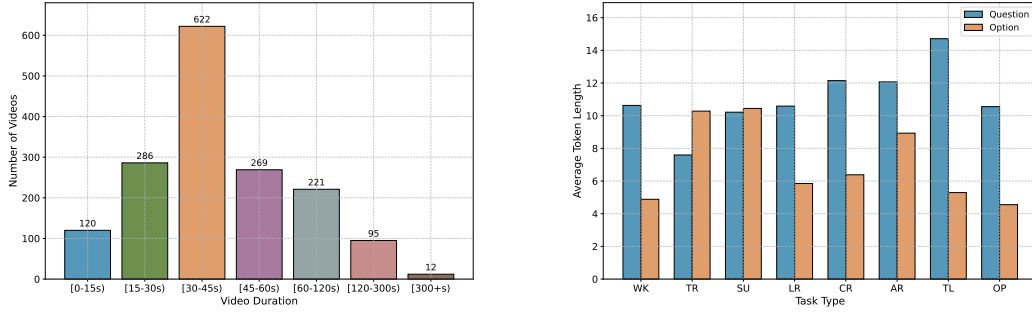 622
600
500
400
300
200
100
0
286
269
221
120
95
12
Number of Videos
[0-15s) [15-30s) [30-45s) [45-60s) [60-120s) [120-300s) [300+s)
Video Duration
Question
Option
16
14
12
10
8
6
4
2
0
Average Token Length
WK TR SU LR CR AR TL OP
Task Type